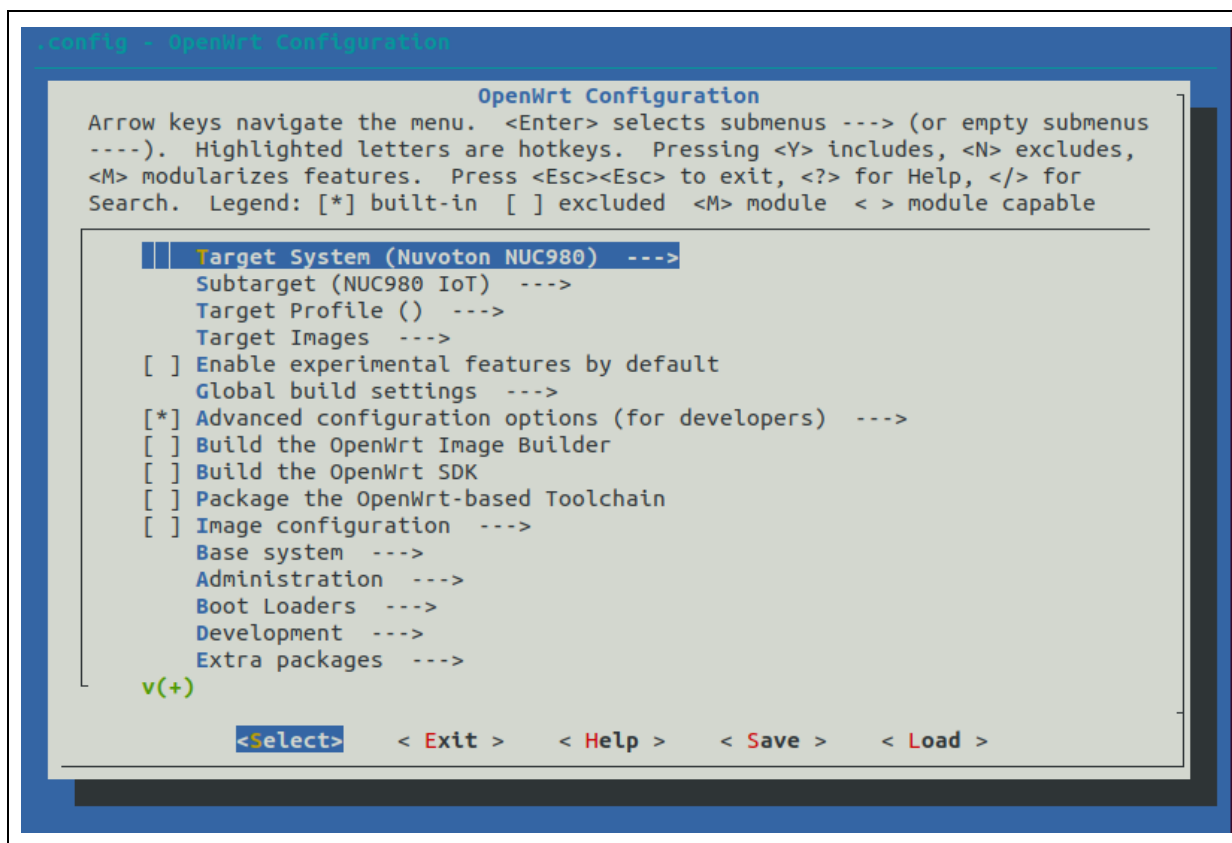 .config - OpenWrt Configuration
OpenWrt Configuration
Arrow keys navigate the menu.  <Enter> selects submenus ---> (or empty submenus
----).  Highlighted letters are hotkeys.  Pressing <Y> includes, <N> excludes,
<M> modularizes features.  Press <Esc><Esc> to exit, <?> for Help, </> for
Search.  Legend: [*] built-in  [ ] excluded  <M> module  < > module capable
Target System (Nuvoton NUC980)  --->
Subtarget (NUC980 IoT)  --->
Target Profile ()  --->
Target Images  --->
[ ] Enable experimental features by default
Global build settings  --->
[*] Advanced configuration options (for developers)  --->
[ ] Build the OpenWrt Image Builder
[ ] Build the OpenWrt SDK
[ ] Package the OpenWrt-based Toolchain
[ ] Image configuration  --->
Base system  --->
Administration  --->
Boot Loaders  --->
Development  --->
Extra packages  --->
v(+)
<Select>    < Exit >    < Help >    < Save >    < Load >